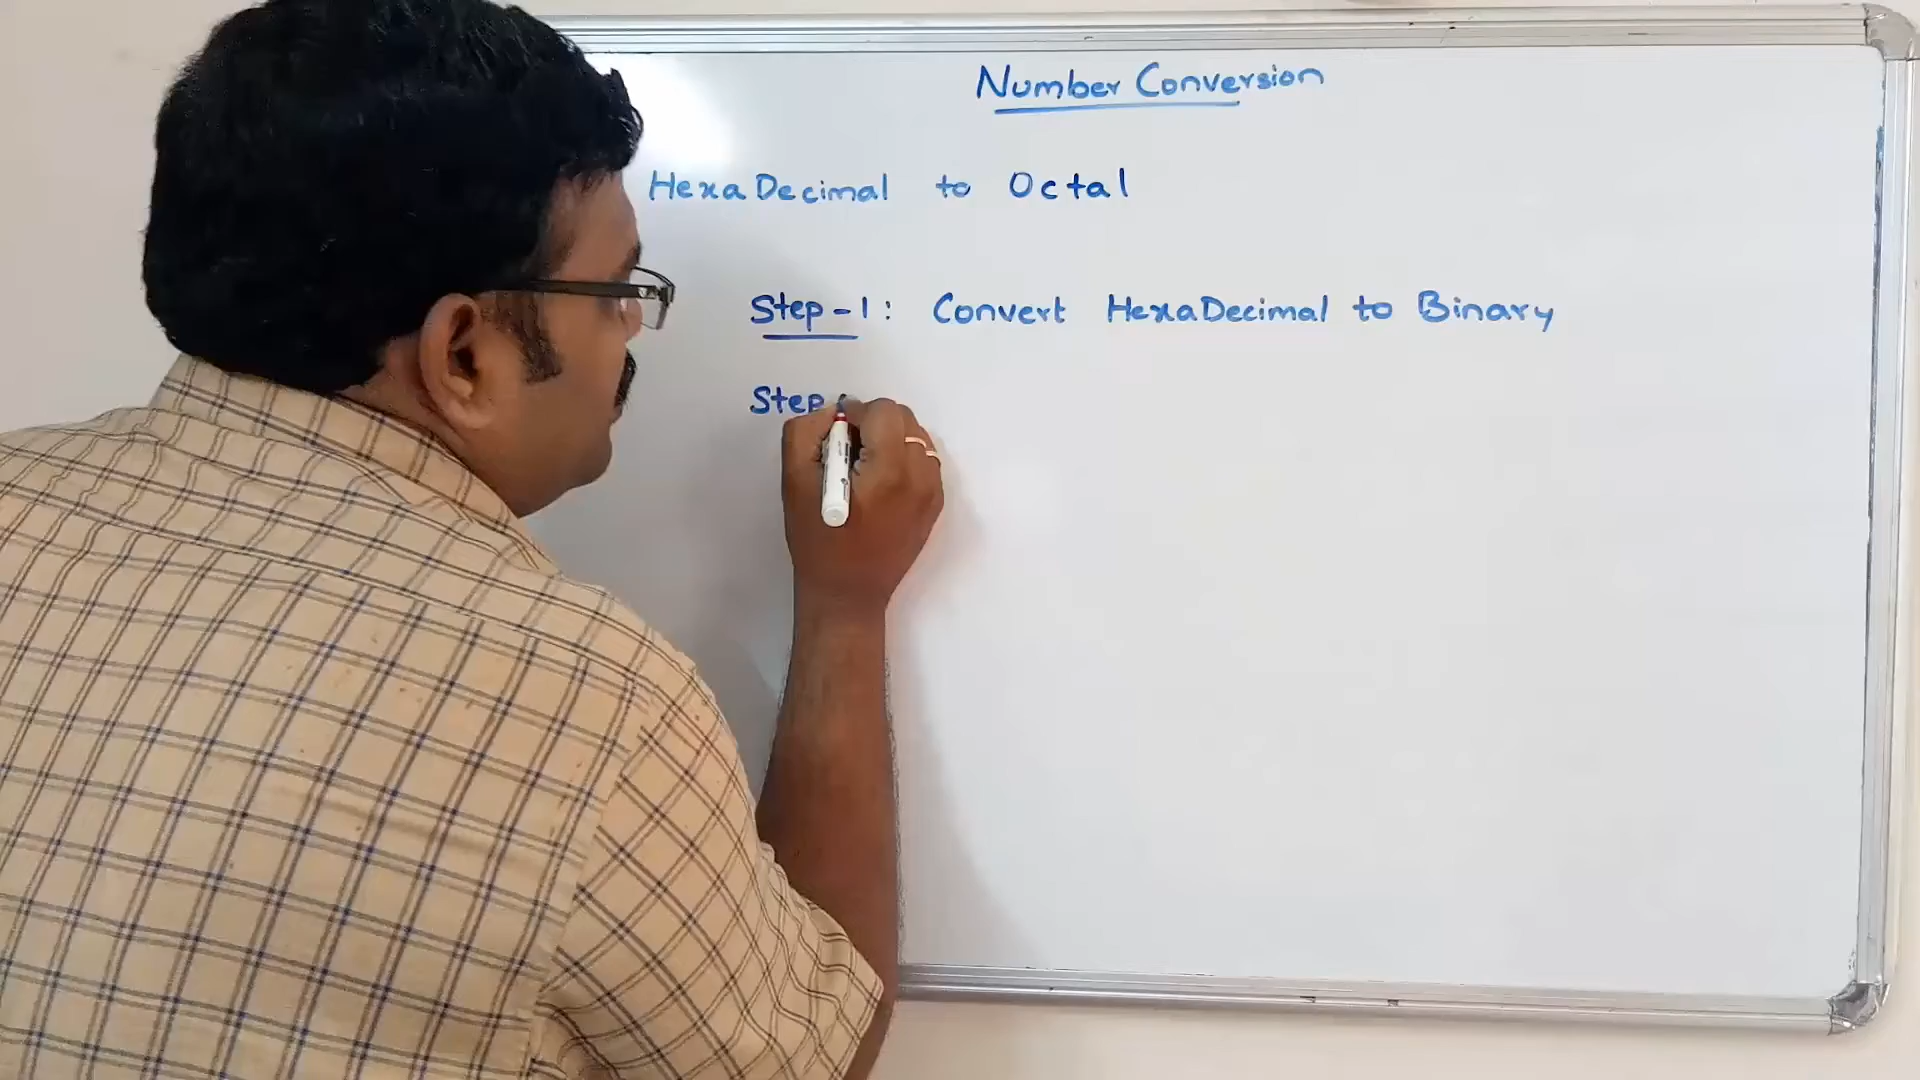 Number Conversion
HexaDecimal to Octal
Step-1: Convert HexaDecimal to Binary
Step